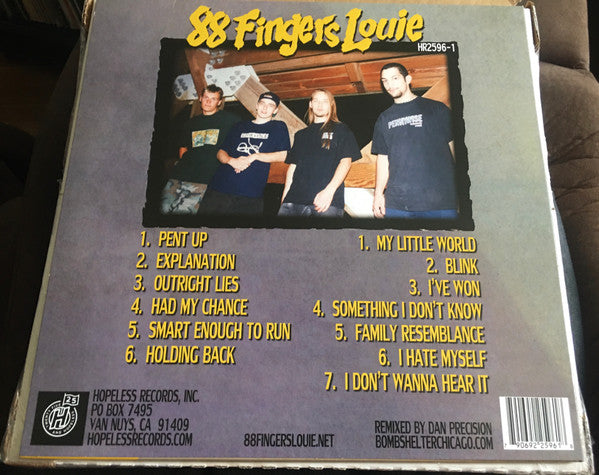 88 Fingers Louie
HR2596-1
1. PENT UP
2. EXPLANATION
3. OUTRIGHT LIES
4. HAD MY CHANCE
5. SMART ENOUGH TO RUN
6. HOLDING BACK
1. MY LITTLE WORLD
2. BLINK
3. I'VE WON
4. SOMETHING I DON'T KNOW
5. FAMILY RESEMBLANCE
6. I HATE MYSELF
7. I DON'T WANNA HEAR IT
25
H
HOPELESS RECORDS, INC.
PO BOX 7495
VAN NUYS, CA 91409
HOPELESSRECORDS.COM
88FINGERSLOUIE.NET
REMIXED BY DAN PRECISION
BOMBSHELTERCHICAGO.COM
90692 25961